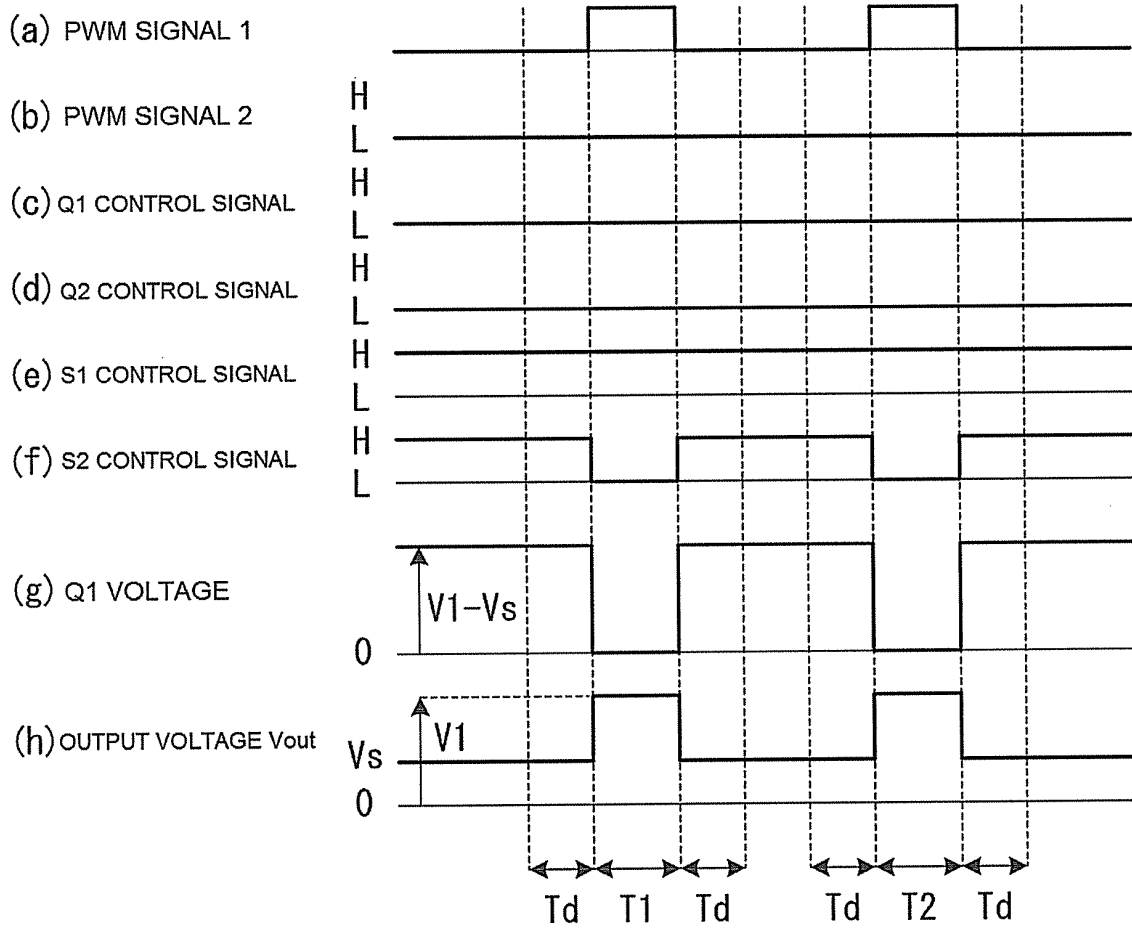 (a) PWM SIGNAL 1
H
(b) PWM SIGNAL 2
L
H
(c) Q1 CONTROL SIGNAL
L
H
(d) Q2 CONTROL SIGNAL
L
H
(e) S1 CONTROL SIGNAL
L
H
(f) S2 CONTROL SIGNAL
L
(g) Q1 VOLTAGE
V1-Vs
0
(h) OUTPUT VOLTAGE Vout
V1
Vs
0
Td T1 Td Td T2 Td